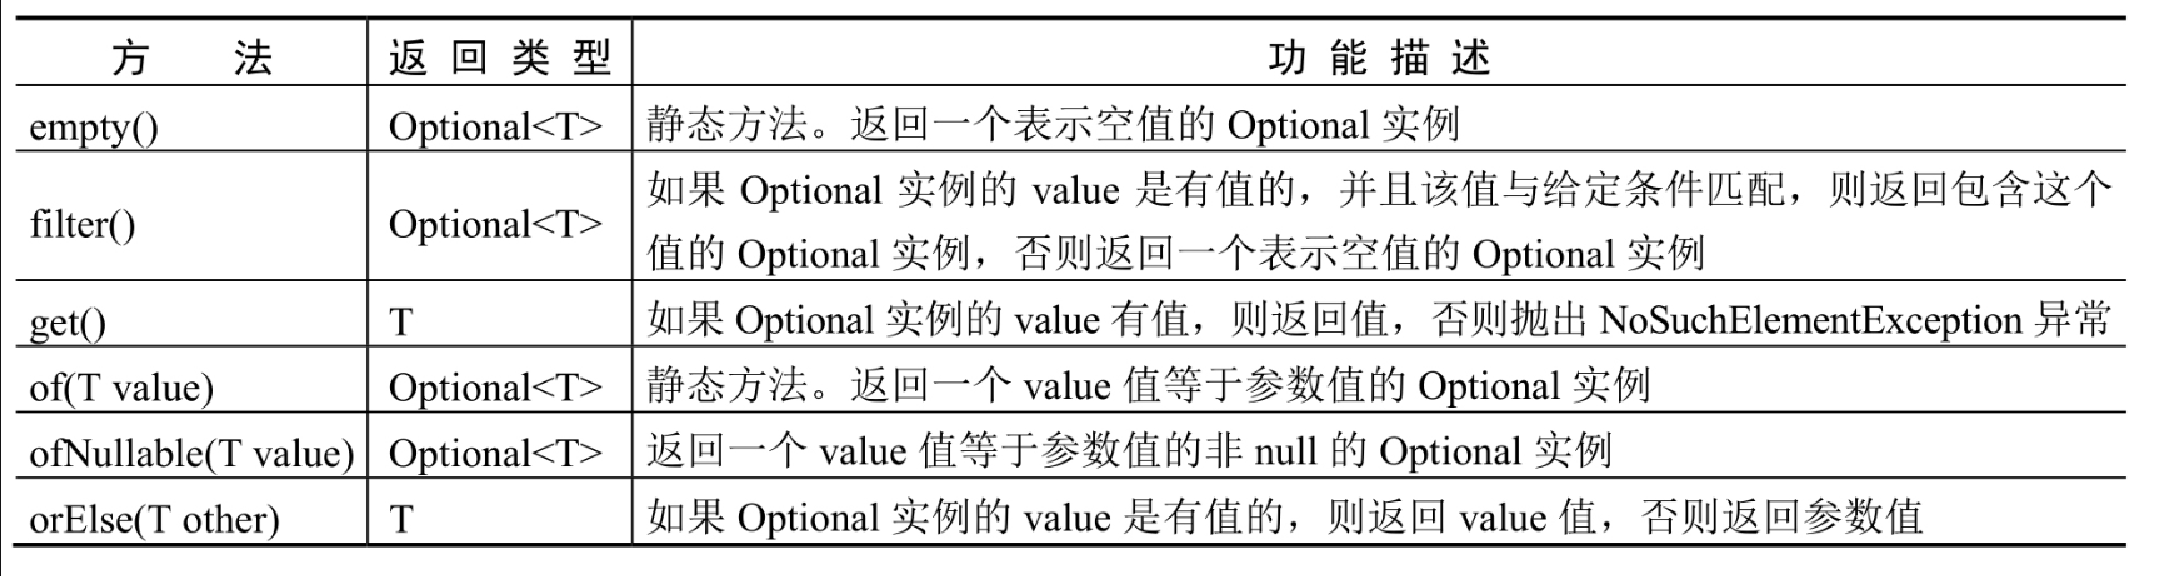 方 法 返回类型 功能描述
empty() Optional<T> 静态方法。返回一个表示空值的 Optional 实例
filter() Optional<T> 如果 Optional 实例的 value 是有值的，并且该值与给定条件匹配，则返回包含这个
值的 Optional 实例，否则返回一个表示空值的 Optional 实例
get() T 如果 Optional 实例的 value 有值，则返回值，否则抛出 NoSuchElementException 异常
of(T value) Optional<T> 静态方法。返回一个 value 值等于参数值的 Optional 实例
ofNullable(T value) Optional<T> 返回一个 value 值等于参数值的非 null 的 Optional 实例
orElse(T other) T 如果 Optional 实例的 value 是有值的，则返回 value 值，否则返回参数值